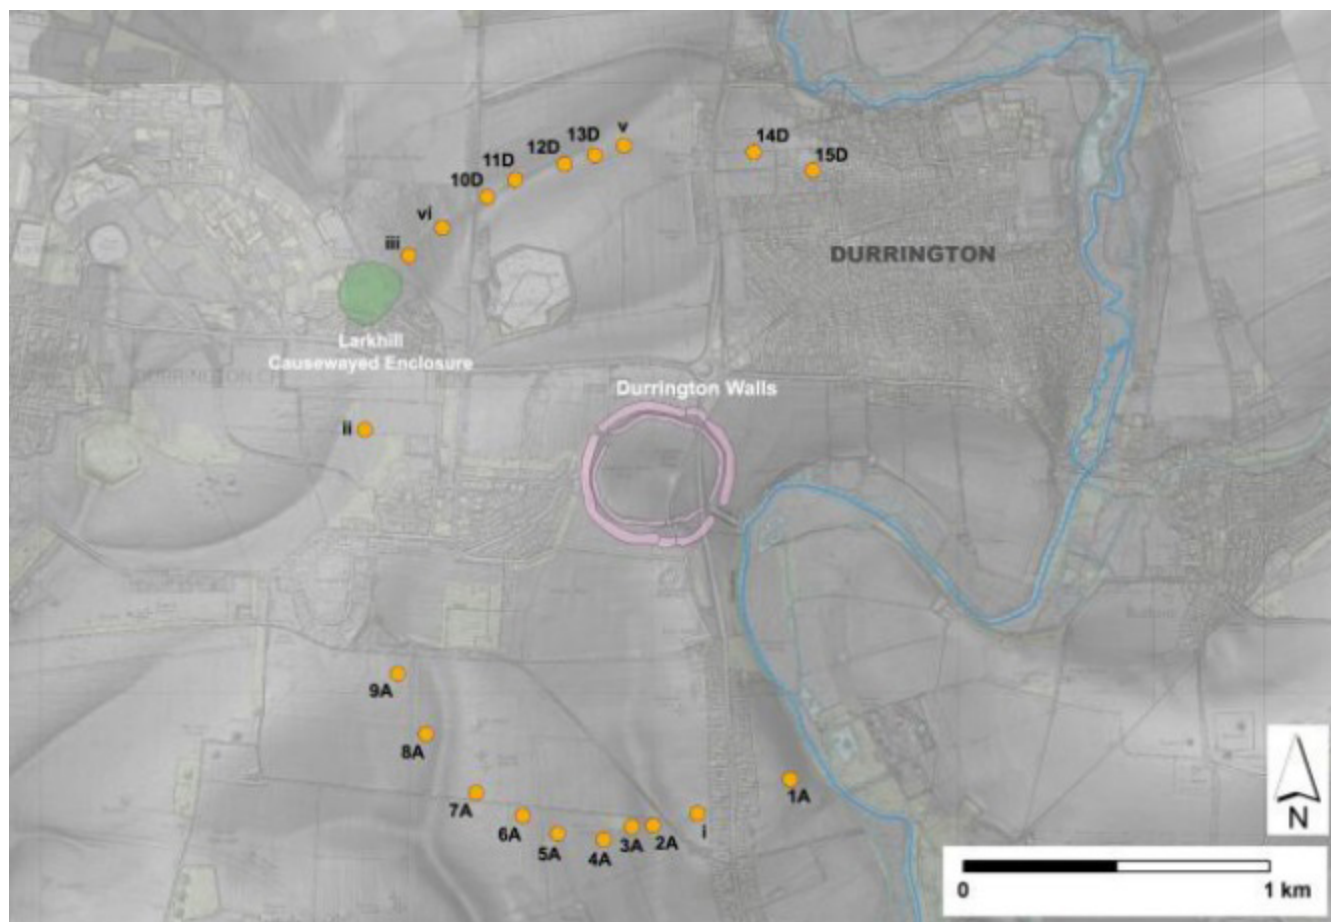 v
13D
14D
12D
11D
15D
10D
vi
iii
DURRINGTON
Larkhill
Causewayed Enclosure
Durrington Walls
ii
9A
8A
7A
1A
6A
i
5A
4A
3A
2A
N
0
1 km